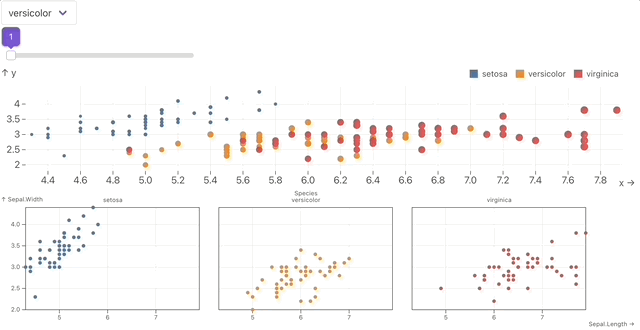 versicolor
1
↑ y
setosa versicolor virginica
4
3.5
3
2.5
2
4.4 4.6 4.8 5.0 5.2 5.4 5.6 5.8 6.0 6.2 6.4 6.6 6.8 7.0 7.2 7.4 7.6 7.8
x →
Species
↑ Sepal.Width setosa versicolor virginica
4.0
3.5
3.0
2.5
2.0
5 6 7 5 6 7 5 6 7
Sepal.Length →